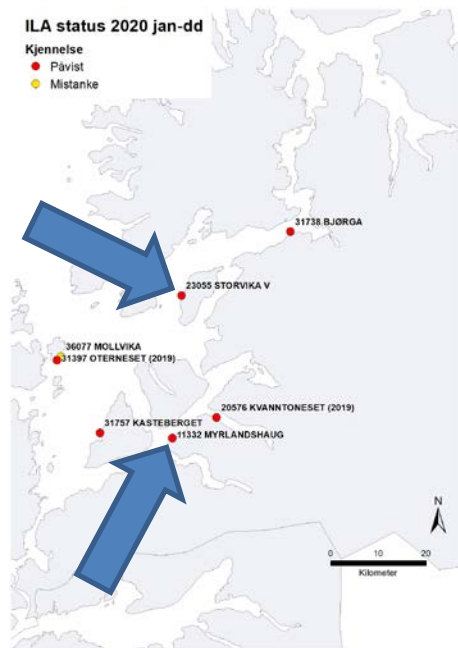 ILA status 2020 jan-dd
Kjennelse
Påvist
Mistanke
31738 BJØRGA
23055 STORVIKA V
36077 MOLLVIKA
31397 OTERNESET (2019)
20576 KVANNTONESET (2019)
31757 KASTEBERGET
11332 MYRLANDSHAUG
N
0 10 20
Kilometer